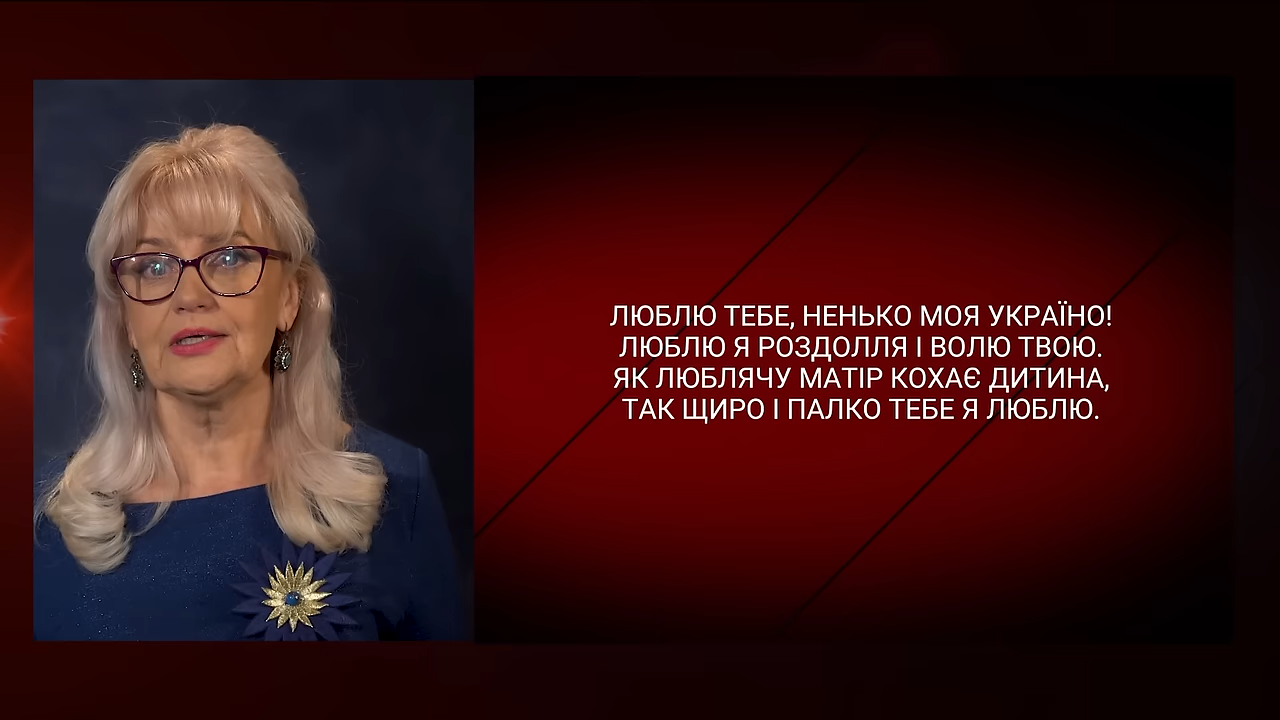 ЛЮБЛЮ ТЕБЕ, НЕНЬКО МОЯ УКРАЇНО!
ЛЮБЛЮ Я РОЗДОЛЛЯ І ВОЛЮ ТВОЮ.
ЯК ЛЮБЛЯЧУ МАТІР КОХАЄ ДИТИНА,
ТАК ЩИРО І ПАЛКО ТЕБЕ Я ЛЮБЛЮ.